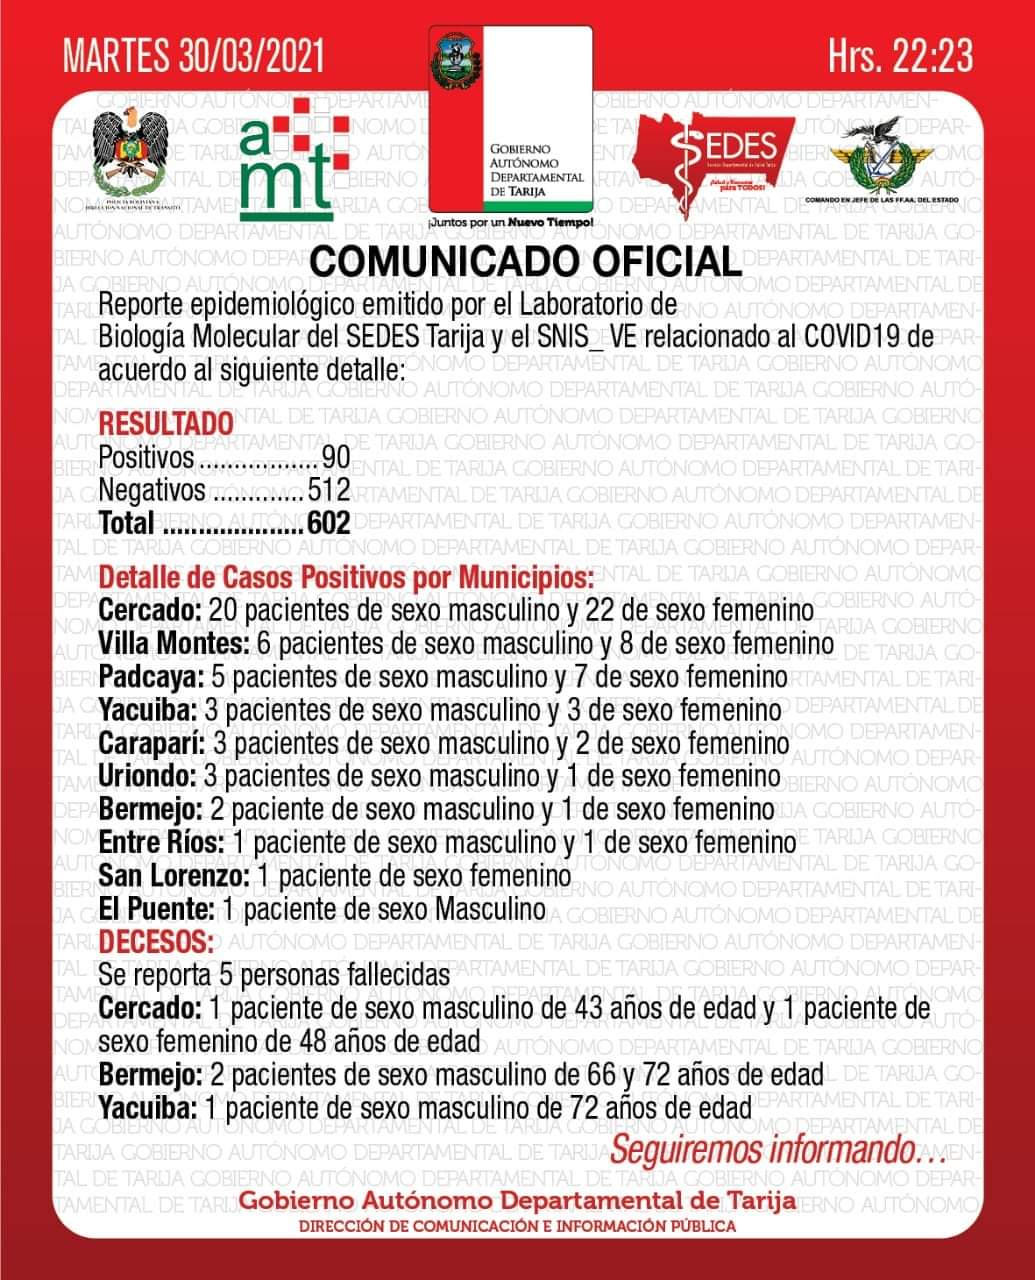 MARTES 30/03/2021
Hrs. 22:23
POLICÍA BOLIVIANA
DIRECCIÓN NACIONAL DE TRÁNSITO
amt
GOBIERNO
AUTÓNOMO
DEPARTAMENTAL
DE TARIJA
¡Juntos por un Nuevo Tiempo!
SEDES
para TODOS!
COMANDO EN JEFE DE LAS FF.AA. DEL ESTADO
COMUNICADO OFICIAL
Reporte epidemiológico emitido por el Laboratorio de
Biología Molecular del SEDES Tarija y el SNIS_VE relacionado al COVID19 de
acuerdo al siguiente detalle:
RESULTADO
Positivos.................90
Negativos .............512
Total ....................602
Detalle de Casos Positivos por Municipios:
Cercado: 20 pacientes de sexo masculino y 22 de sexo femenino
Villa Montes: 6 pacientes de sexo masculino y 8 de sexo femenino
Padcaya: 5 pacientes de sexo masculino y 7 de sexo femenino
Yacuiba: 3 pacientes de sexo masculino y 3 de sexo femenino
Caraparí: 3 pacientes de sexo masculino y 2 de sexo femenino
Uriondo: 3 pacientes de sexo masculino y 1 de sexo femenino
Bermejo: 2 paciente de sexo masculino y 1 de sexo femenino
Entre Ríos: 1 paciente de sexo masculino y 1 de sexo femenino
San Lorenzo: 1 paciente de sexo femenino
El Puente: 1 paciente de sexo Masculino
DECESOS:
Se reporta 5 personas fallecidas
Cercado: 1 paciente de sexo masculino de 43 años de edad y 1 paciente de
sexo femenino de 48 años de edad
Bermejo: 2 pacientes de sexo masculino de 66 y 72 años de edad
Yacuiba: 1 paciente de sexo masculino de 72 años de edad
Seguiremos informando...
Gobierno Autónomo Departamental de Tarija
DIRECCIÓN DE COMUNICACIÓN E INFORMACIÓN PÚBLICA